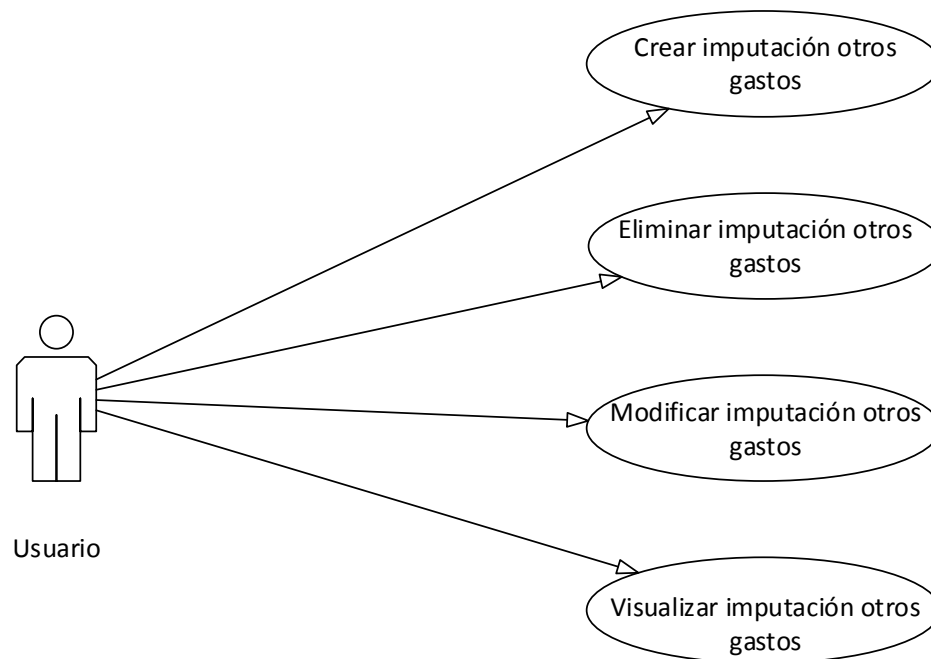 Crear imputación otros
gastos
Eliminar imputación otros
gastos
Modificar imputación otros
gastos
Usuario
Visualizar imputación otros
gastos